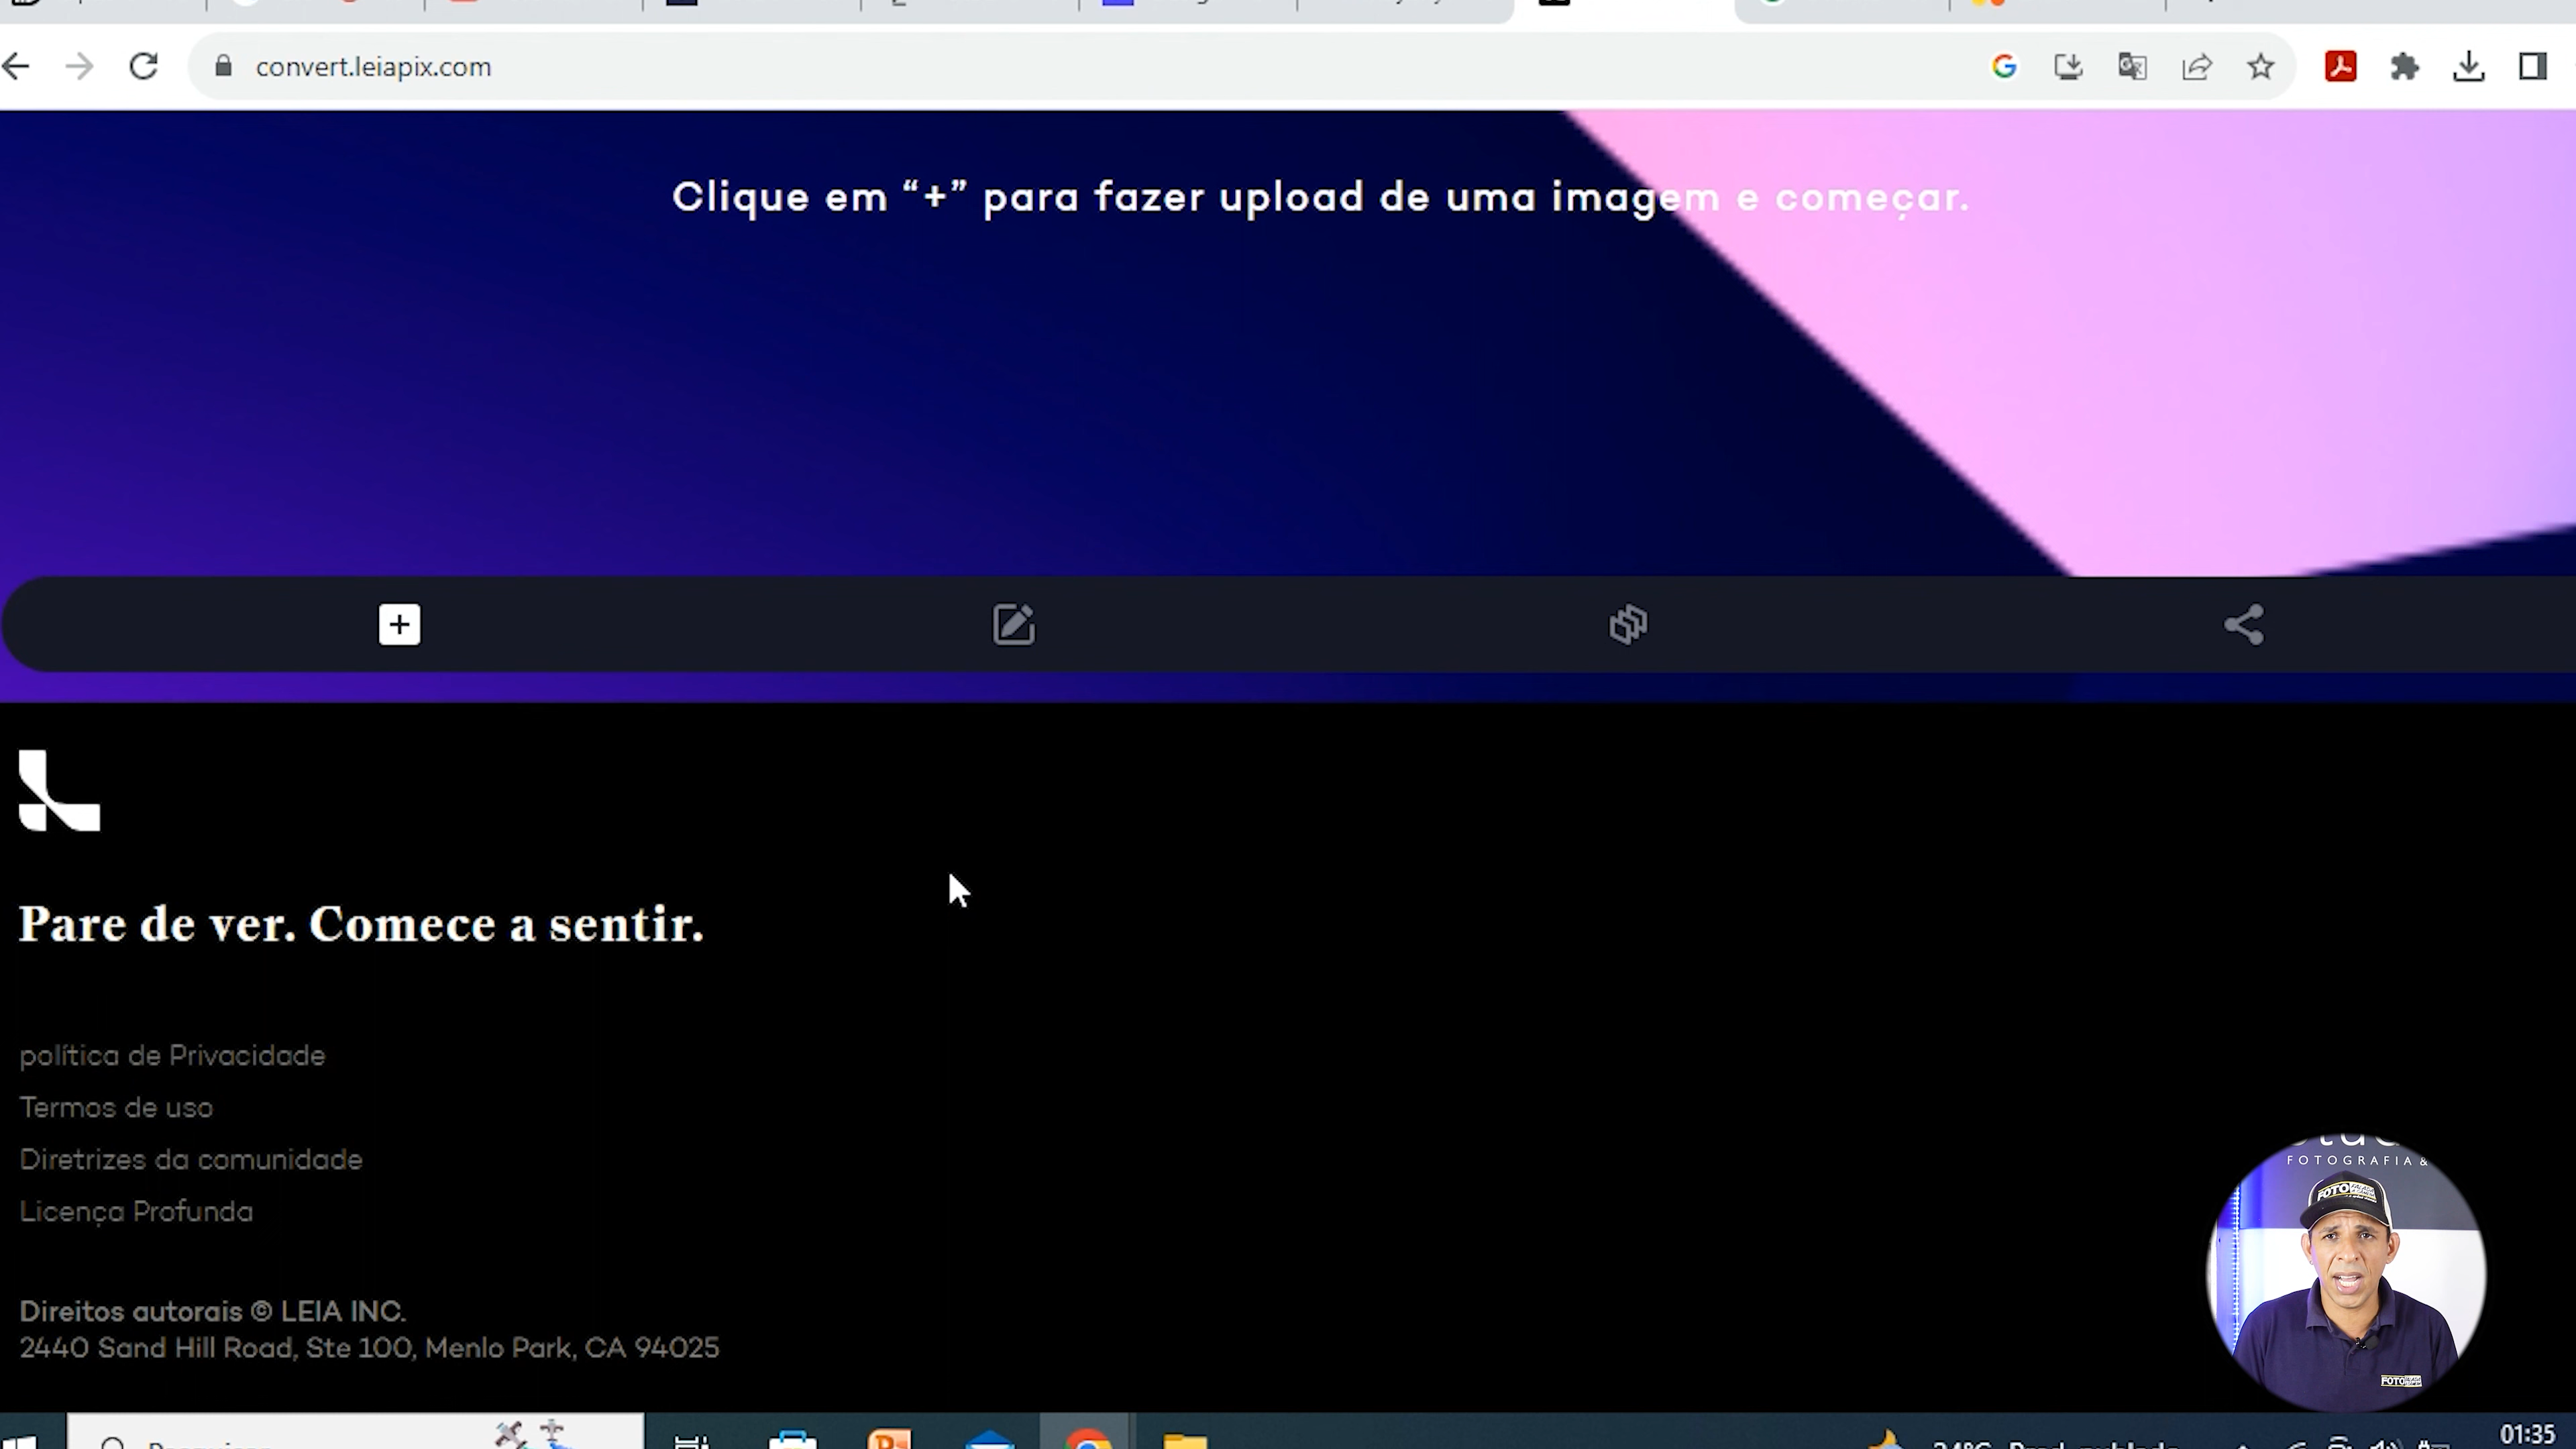 convert.leiapix.com
Clique em “+” para fazer upload de uma imagem e começar.
Pare de ver. Comece a sentir.
política de Privacidade
Termos de uso
Diretrizes da comunidade
Licença Profunda
Direitos autorais © LEIA INC.
2440 Sand Hill Road, Ste 100, Menlo Park, CA 94025
FOTOGRAFIA &
FOTO
FOTO
01:35